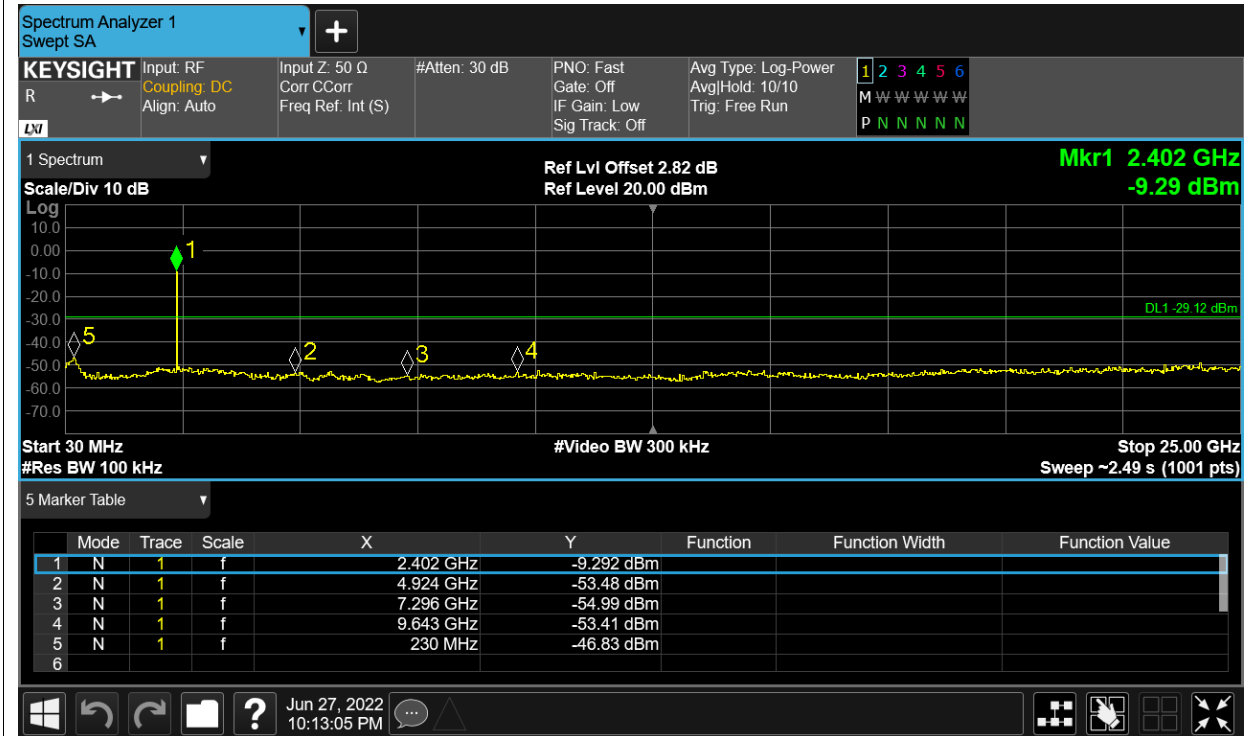 Spectrum Analyzer 1
Swept SA
KEYSIGHT
R
LXI
Input: RF
Coupling: DC
Align: Auto
Input Z: 50 Ω
Corr CCorr
Freq Ref: Int (S)
#Atten: 30 dB
PNO: Fast
Gate: Off
IF Gain: Low
Sig Track: Off
Avg Type: Log-Power
Avg|Hold: 10/10
Trig: Free Run
1 2 3 4 5 6
M W W W W W
P N N N N N
1 Spectrum
Scale/Div 10 dB
Ref Lvl Offset 2.82 dB
Ref Level 20.00 dBm
Mkr1 2.402 GHz
-9.29 dBm
Log
10.0
0.00
-10.0
-20.0
-30.0
-40.0
-50.0
-60.0
-70.0
1
DL1 -29.12 dBm
5
2
3
4
Start 30 MHz
#Res BW 100 kHz
#Video BW 300 kHz
Stop 25.00 GHz
Sweep ~2.49 s (1001 pts)
5 Marker Table
Mode Trace Scale X Y Function Function Width Function Value
1 N 1 f 2.402 GHz -9.292 dBm
2 N 1 f 4.924 GHz -53.48 dBm
3 N 1 f 7.296 GHz -54.99 dBm
4 N 1 f 9.643 GHz -53.41 dBm
5 N 1 f 230 MHz -46.83 dBm
6
?
Jun 27, 2022
10:13:05 PM